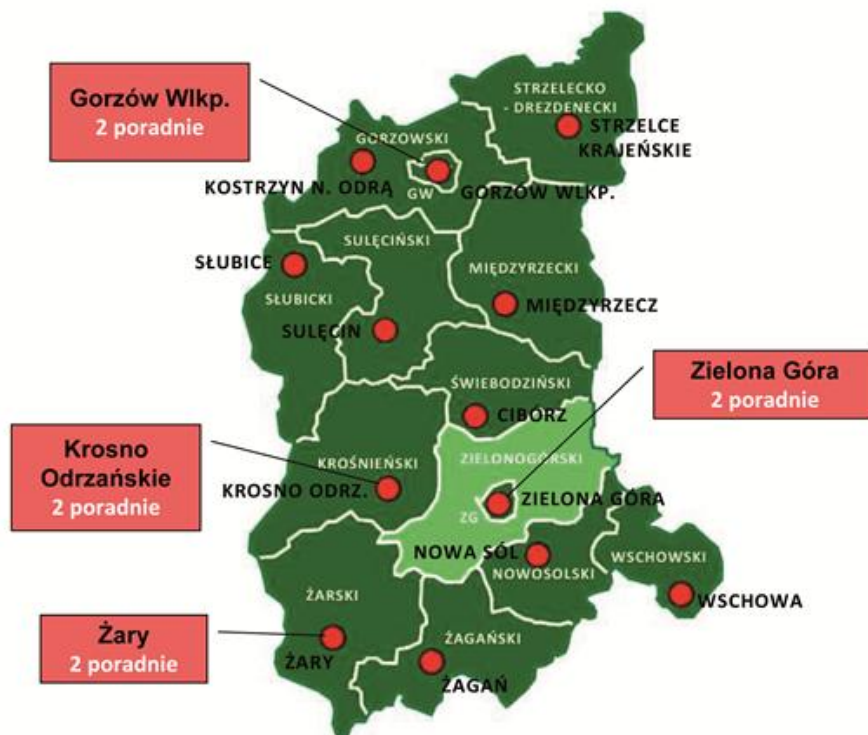 Gorzów Wlkp.
2 poradnie
STRZELECKO
- DREZDENECKI
STRZELCE
KRAJEŃSKIE
GORZOWSKI
KOSTRZYN N. ODRĄ
GW
GORZÓW WLKP.
SULĘCIŃSKI
SŁUBICE
MIĘDZYRZECKI
SŁUBICKI
MIĘDZYRZECZ
SULĘCIN
Zielona Góra
2 poradnie
ŚWIEBODZIŃSKI
CIBÓRZ
Krosno
Odrzańskie
2 poradnie
KROŚNIEŃSKI
ZIELONOGÓRSKI
KROSNO ODRZ.
ZIELONA GÓRA
ZG
NOWA SÓL
NOWOSOLSKI
WSCHOWSKI
WSCHOWA
ŻARSKI
Żary
2 poradnie
ŻARY
ŻAGAŃSKI
ŻAGAŃ